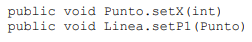 public void Punto.setX(int)
public void Linea.setP1(Punto)